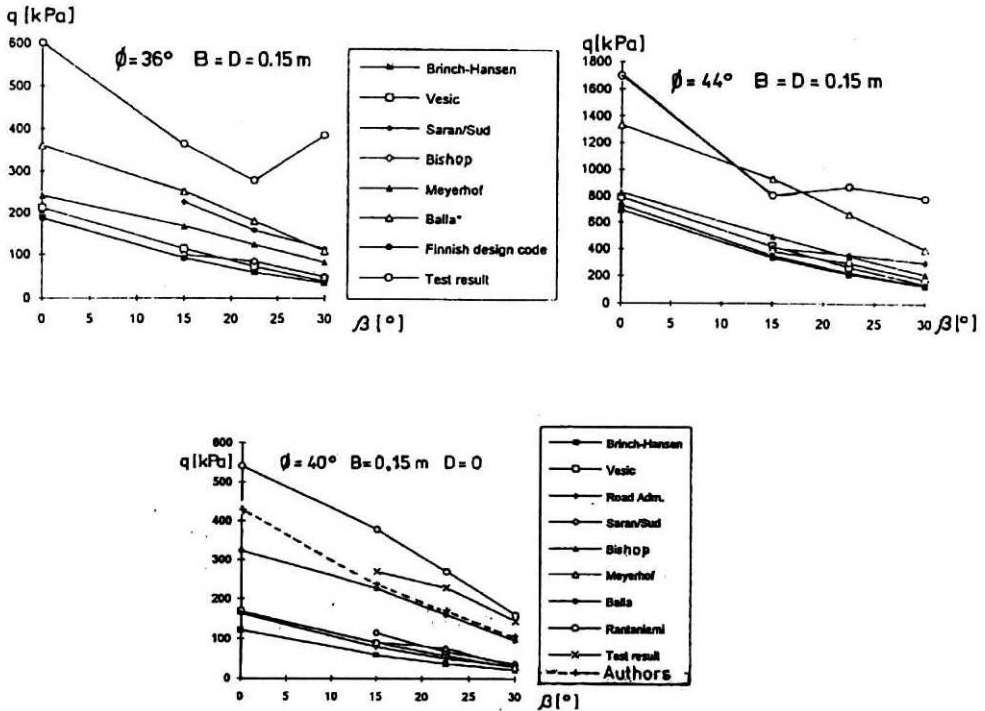 q [kPa]
600
500
400
300
200
100
0
0 5 10 15 20 25 30
β [°]
Ø = 36° B = D = 0.15 m
Brinch-Hansen
Vesic
Saran/Sud
Bishop
Meyerhof
Balla*
Finnish design code
Test result
q[kPa]
1800
1600
1400
1200
1000
800
600
400
200
0
0 5 10 15 20 25 30
β[°]
Ø = 44° B = D = 0.15 m
600
q[kPa]
500
400
300
200
100
0
0 5 10 15 20 25 30
β[°]
Ø = 40° B = 0,15 m D = 0
Brinch-Hansen
Vesic
Road Adm.
Saran/Sud
Bishop
Meyerhof
Balla
Rantaniemi
Test result
Authors